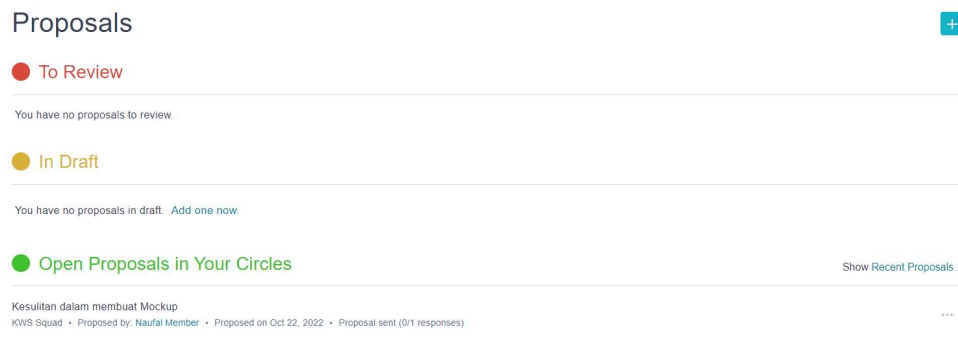 Proposals
+
To Review
You have no proposals to review.
In Draft
You have no proposals in draft. Add one now.
Open Proposals in Your Circles
Show Recent Proposals
Kesulitan dalam membuat Mockup
KWS Squad • Proposed by: Naufal Member • Proposed on Oct 22, 2022 • Proposal sent (0/1 responses)